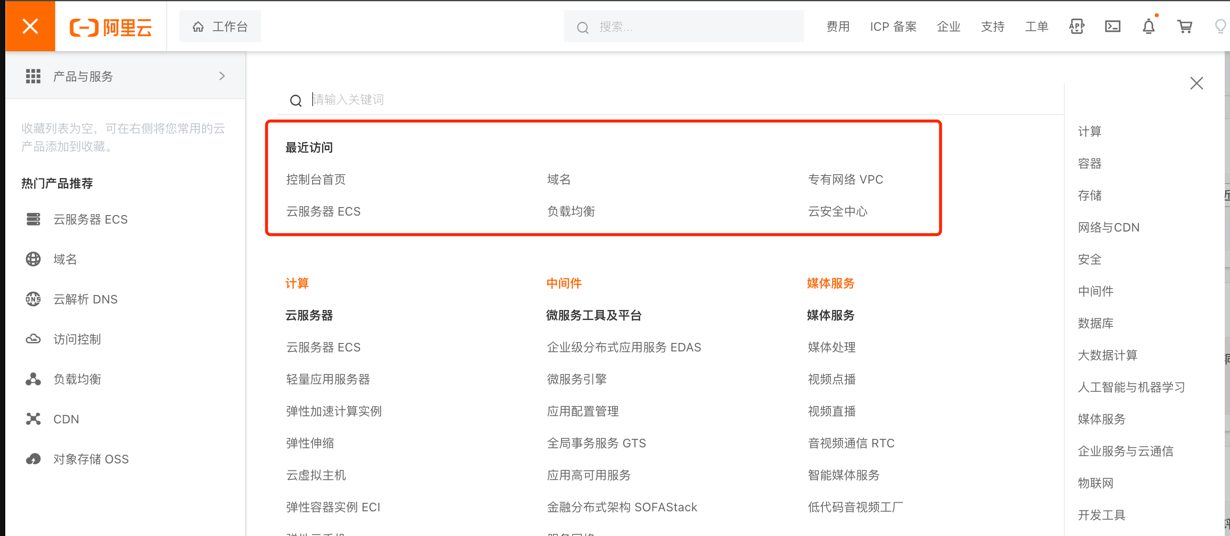 阿里云
工作台
搜索...
费用
ICP 备案
企业
支持
工单
产品与服务
收藏列表为空，可在右侧将您常用的云
产品添加到收藏。
热门产品推荐
云服务器 ECS
域名
云解析 DNS
访问控制
负载均衡
CDN
对象存储 OSS
请输入关键词
最近访问
控制台首页
域名
专有网络 VPC
云服务器 ECS
负载均衡
云安全中心
计算
云服务器
云服务器 ECS
轻量应用服务器
弹性加速计算实例
弹性伸缩
云虚拟主机
弹性容器实例 ECI
中间件
微服务工具及平台
企业级分布式应用服务 EDAS
微服务引擎
应用配置管理
全局事务服务 GTS
应用高可用服务
金融分布式架构 SOFAStack
媒体服务
媒体服务
媒体处理
视频点播
视频直播
音视频通信 RTC
智能媒体服务
低代码音视频工厂
计算
容器
存储
网络与CDN
安全
中间件
数据库
大数据计算
人工智能与机器学习
媒体服务
企业服务与云通信
物联网
开发工具